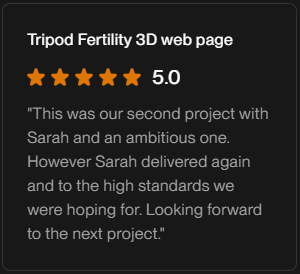 Tripod Fertility 3D web page
5.0
"This was our second project with
Sarah and an ambitious one.
However Sarah delivered again
and to the high standards we
were hoping for. Looking forward
to the next project."